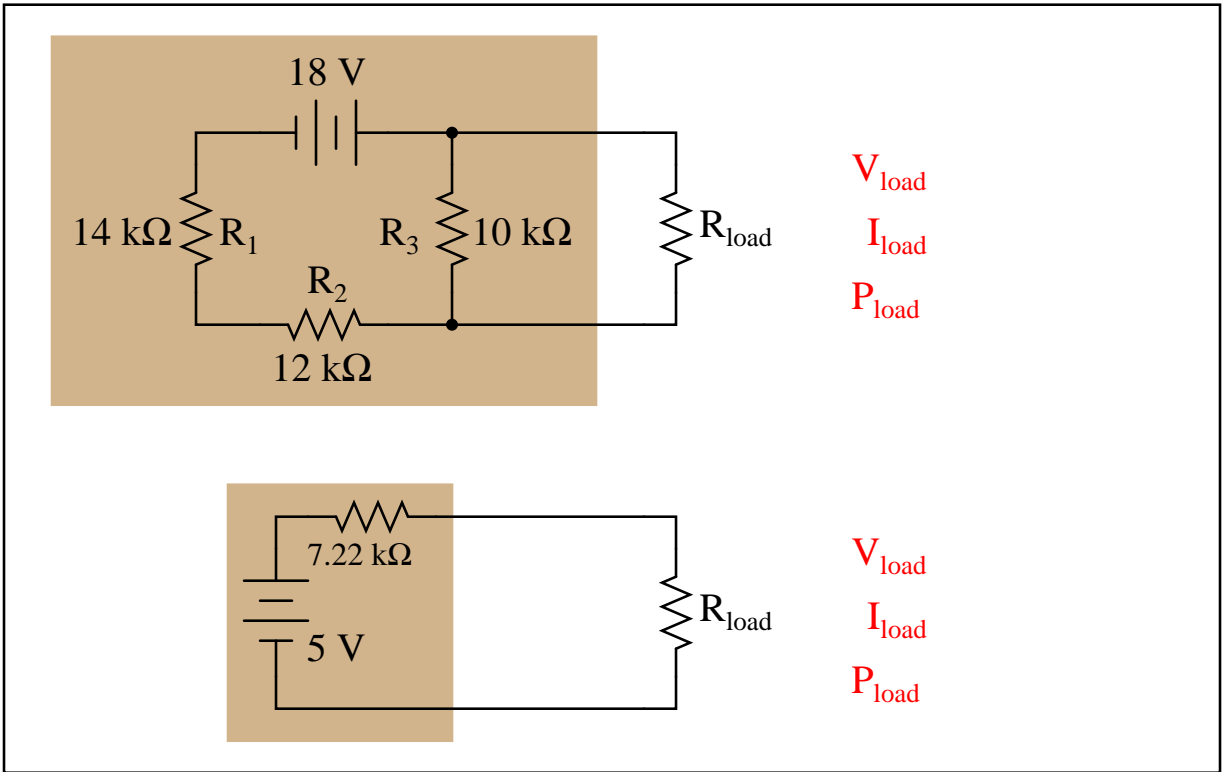 18 V
14 kΩ R1 R3 10 kΩ Rload
R2
12 kΩ
Vload
Iload
Pload
7.22 kΩ
5 V
Rload
Vload
Iload
Pload